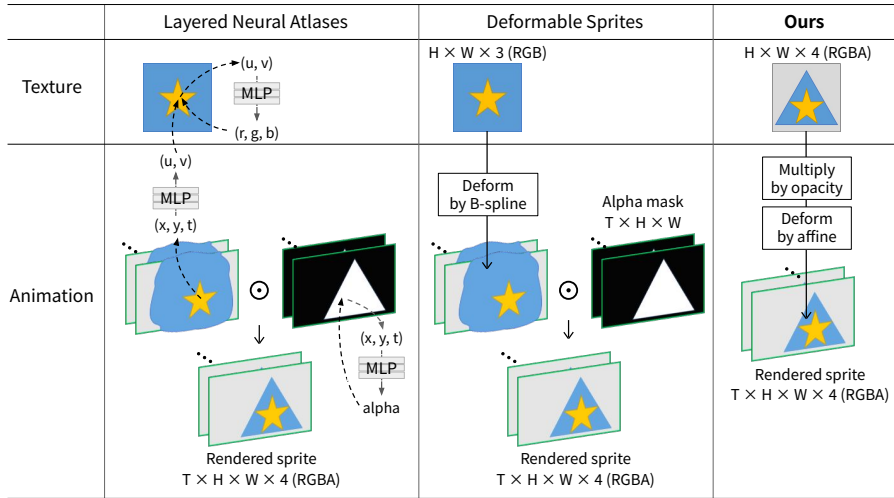 Layered Neural Atlases
Deformable Sprites
Ours
Texture
(u, v)
MLP
(r, g, b)
H × W × 3 (RGB)
H × W × 4 (RGBA)
Animation
(u, v)
MLP
(x, y, t)
(x, y, t)
MLP
alpha
Rendered sprite
T × H × W × 4 (RGBA)
Deform
by B-spline
Alpha mask
T × H × W
Rendered sprite
T × H × W × 4 (RGBA)
Multiply
by opacity
Deform
by affine
Rendered sprite
T × H × W × 4 (RGBA)